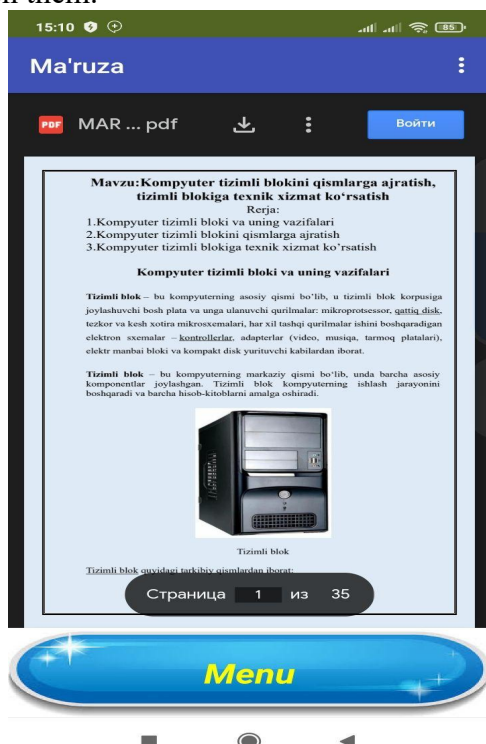 15:10
85
Ma'ruza
PDF MAR ... pdf
Войти
Mavzu:Kompyuter tizimli blokini qismlarga ajratish,
tizimli blokiga texnik xizmat ko‘rsatish
Rerja:
1.Kompyuter tizimli bloki va uning vazifalari
2.Kompyuter tizimli blokini qismlarga ajratish
3.Kompyuter tizimli blokiga texnik xizmat ko’rsatish
Kompyuter tizimli bloki va uning vazifalari
Tizimli blok – bu kompyuterning asosiy qismi bo‘lib, u tizimli blok korpusiga
joylashuvchi bosh plata va unga ulanuvchi qurilmalar: mikroprotsessor, qattiq disk,
tezkor va kesh xotira mikrosxemalari, har xil tashqi qurilmalar ishini boshqaradigan
elektron sxemalar – kontrollerlar, adapterlar (video, musiqa, tarmoq platalari),
elektr manbai bloki va kompakt disk yurituvchi kabilardan iborat.
Tizimli blok – bu kompyuterning markaziy qismi bo‘lib, unda barcha asosiy
komponentlar joylashgan. Tizimli blok kompyuterning ishlash jarayonini
boshqaradi va barcha hisob-kitoblarni amalga oshiradi.
Tizimli blok
Tizimli blok quyidagi tarkibiy qismlardan iborat:
Страница 1 из 35
Menu